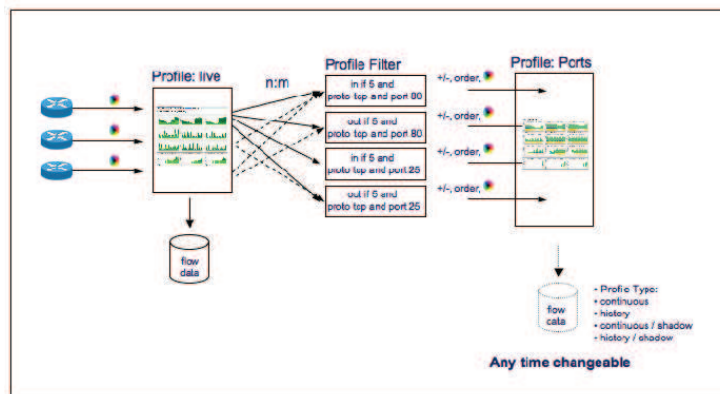 Profile: live
n:m
Profile Filter
Profile: Ports
in if 5 and
proto tcp and port 80
out if 5 and
proto tcp and port 80
in if 5 and
proto tcp and port 25
out if 5 and
proto tcp and port 25
+/-, order,
+/-, order,
+/-, order,
+/-, order,
flow
data
flow
data
• Profile Type:
• continuous
• history
• continuous / shadow
• history / shadow
Any time changeable